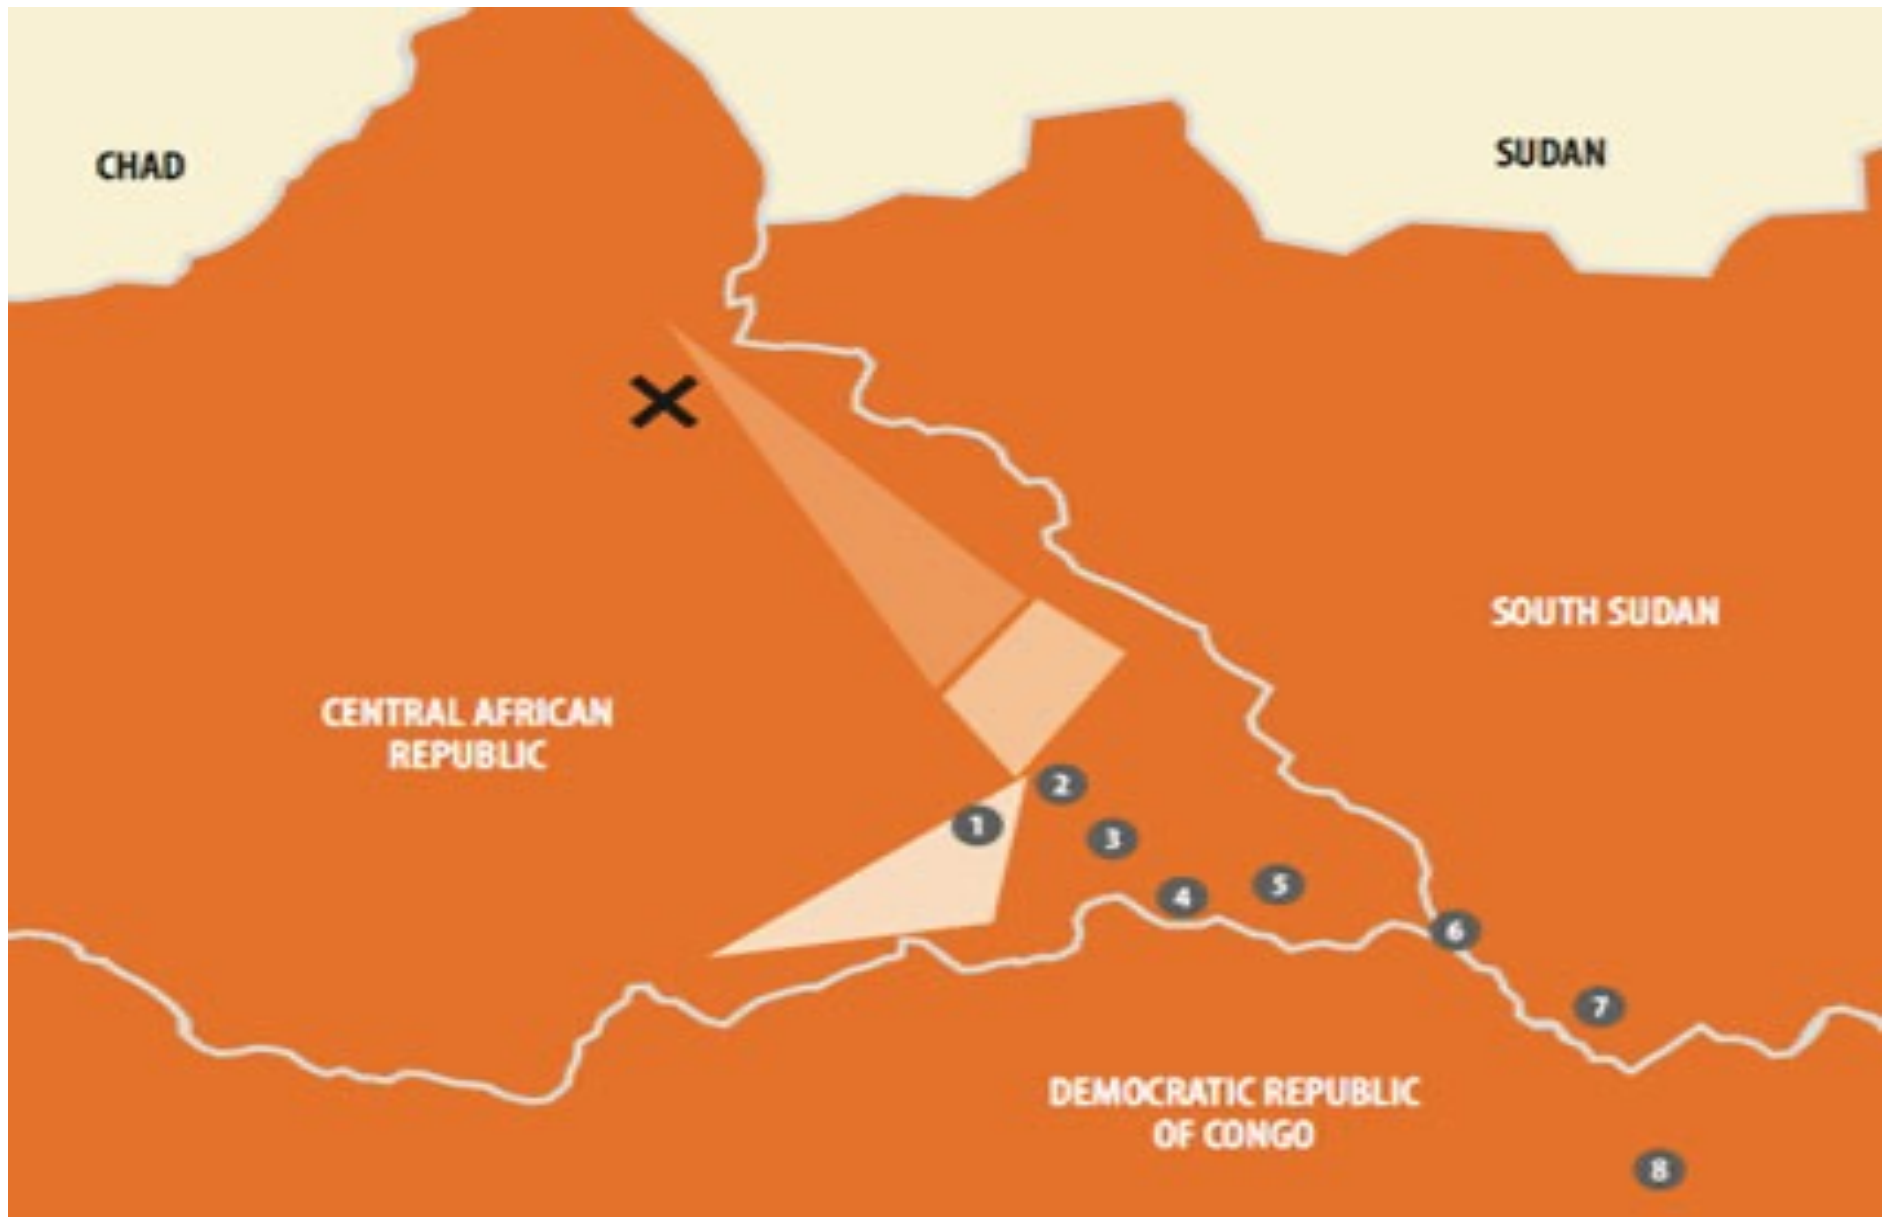 CHAD
SUDAN
SOUTH SUDAN
CENTRAL AFRICAN
REPUBLIC
2
1
3
5
4
6
7
DEMOCRATIC REPUBLIC
OF CONGO
8